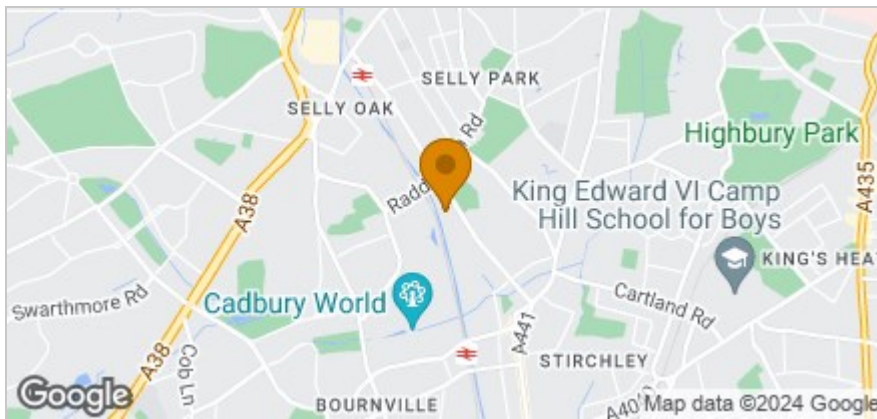 SELLY PARK
SELLY OAK
Highbury Park
A38
A435
King Edward VI Camp
Hill School for Boys
KING'S HEA
Swarthmore Rd
Cadbury World
Cartland Rd
A441
A38
Cob Ln
STIRCHLEY
BOURNVILLE
Google
Map data ©2024 Google